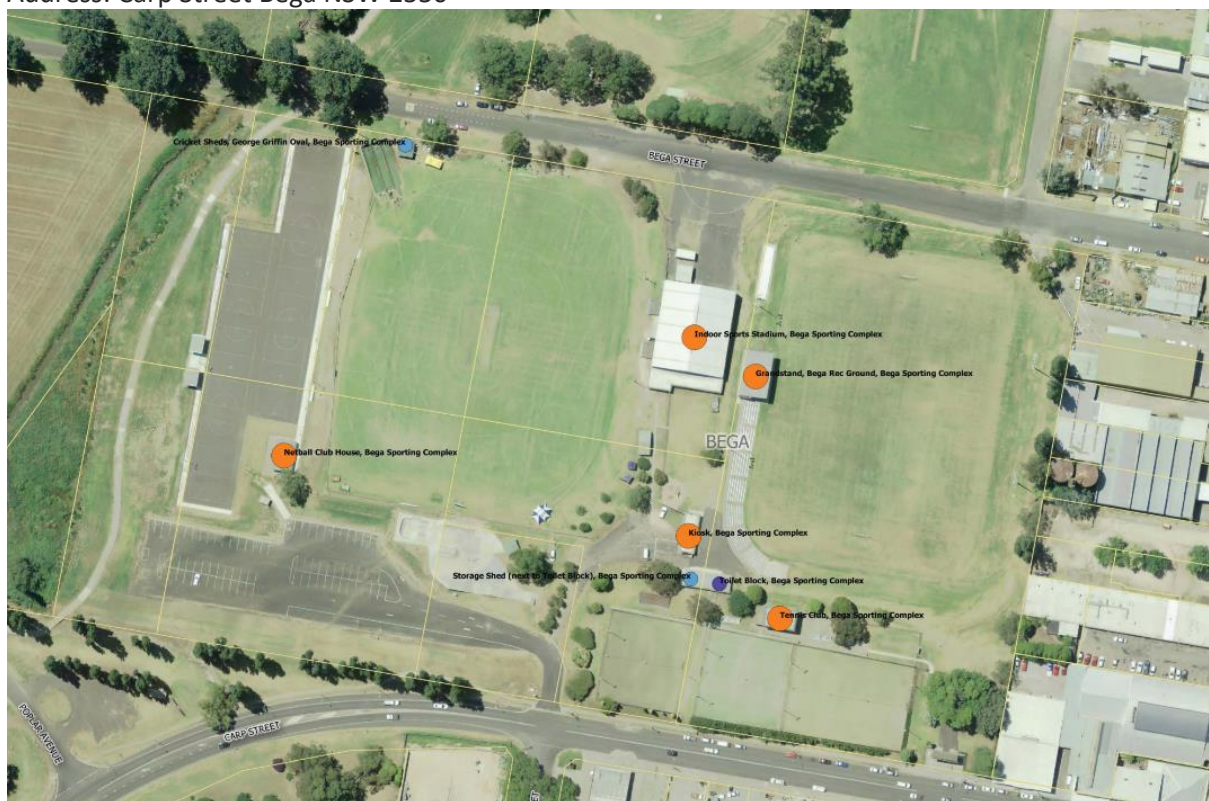 Address: Carp Street Bega NSW 2550
Cricket Sheds, George Griffin Oval, Bega Sporting Complex
BEGA STREET
Indoor Sports Stadium, Bega Sporting Complex
Grandstand, Bega Rec Ground, Bega Sporting Complex
BEGA
Netball Club House, Bega Sporting Complex
Kiosk, Bega Sporting Complex
Storage Shed (next to Toilet Block), Bega Sporting Complex
Toilet Block, Bega Sporting Complex
Tennis Club, Bega Sporting Complex
POPLAR AVENUE
CARP STREET